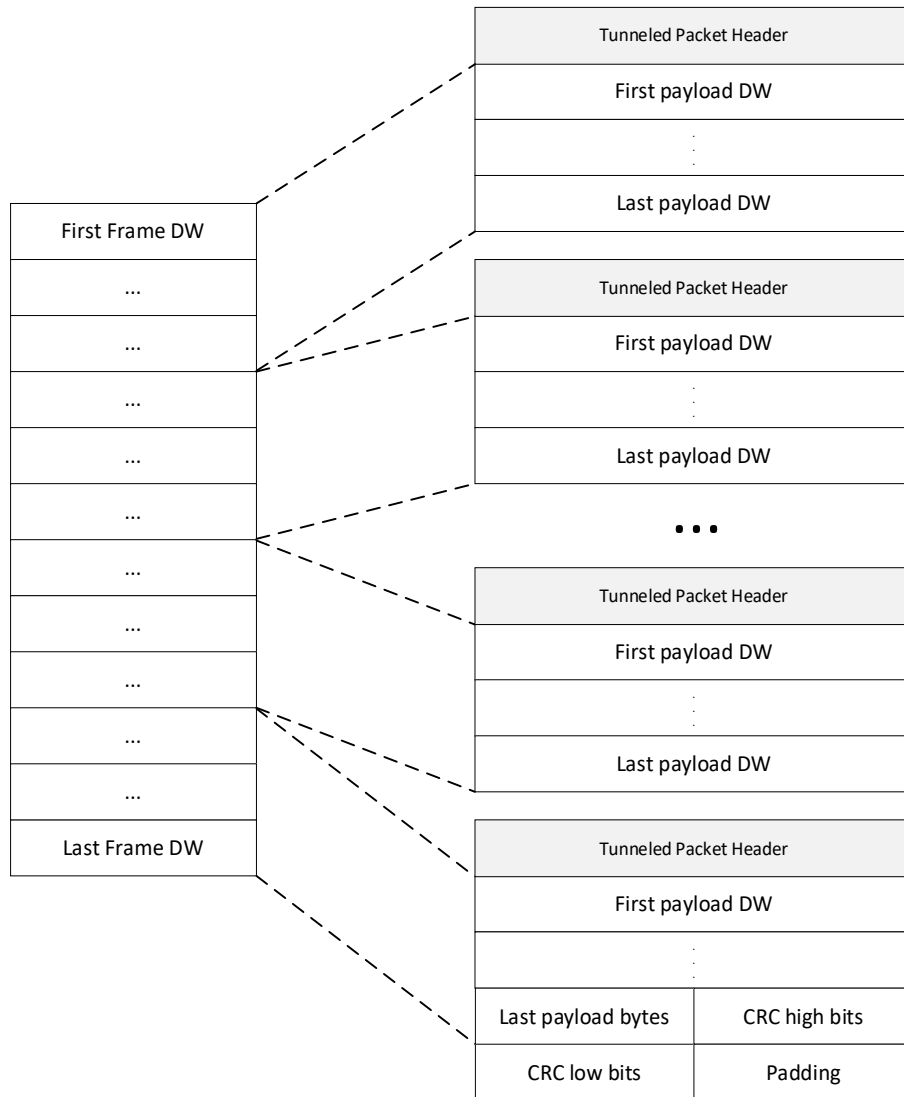 First Frame DW
...
...
...
...
...
...
...
...
...
...
Last Frame DW
Tunneled Packet Header
First payload DW
.
.
.
Last payload DW
Tunneled Packet Header
First payload DW
.
.
.
Last payload DW
...
Tunneled Packet Header
First payload DW
.
.
.
Last payload DW
Tunneled Packet Header
First payload DW
.
.
.
Last payload bytes CRC high bits
CRC low bits Padding